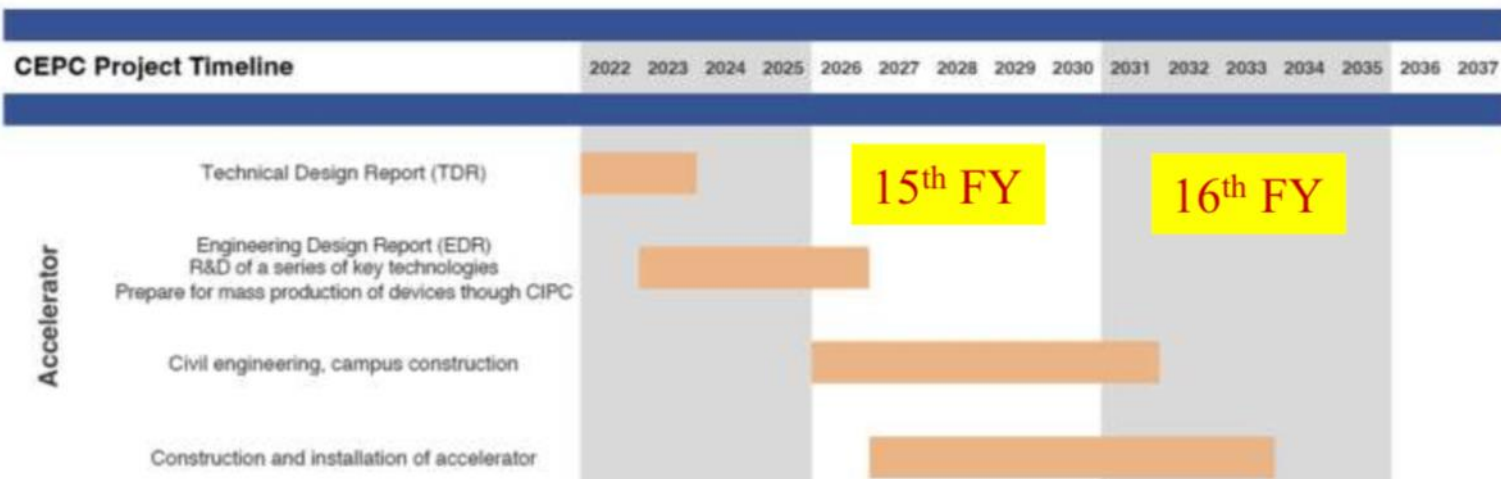 CEPC Project Timeline 2022 2023 2024 2025 2026 2027 2028 2029 2030 2031 2032 2033 2034 2035 2036 2037
Accelerator
Technical Design Report (TDR)
15th FY
16th FY
Engineering Design Report (EDR)
R&D of a series of key technologies
Prepare for mass production of devices though CIPC
Civil engineering, campus construction
Construction and installation of accelerator